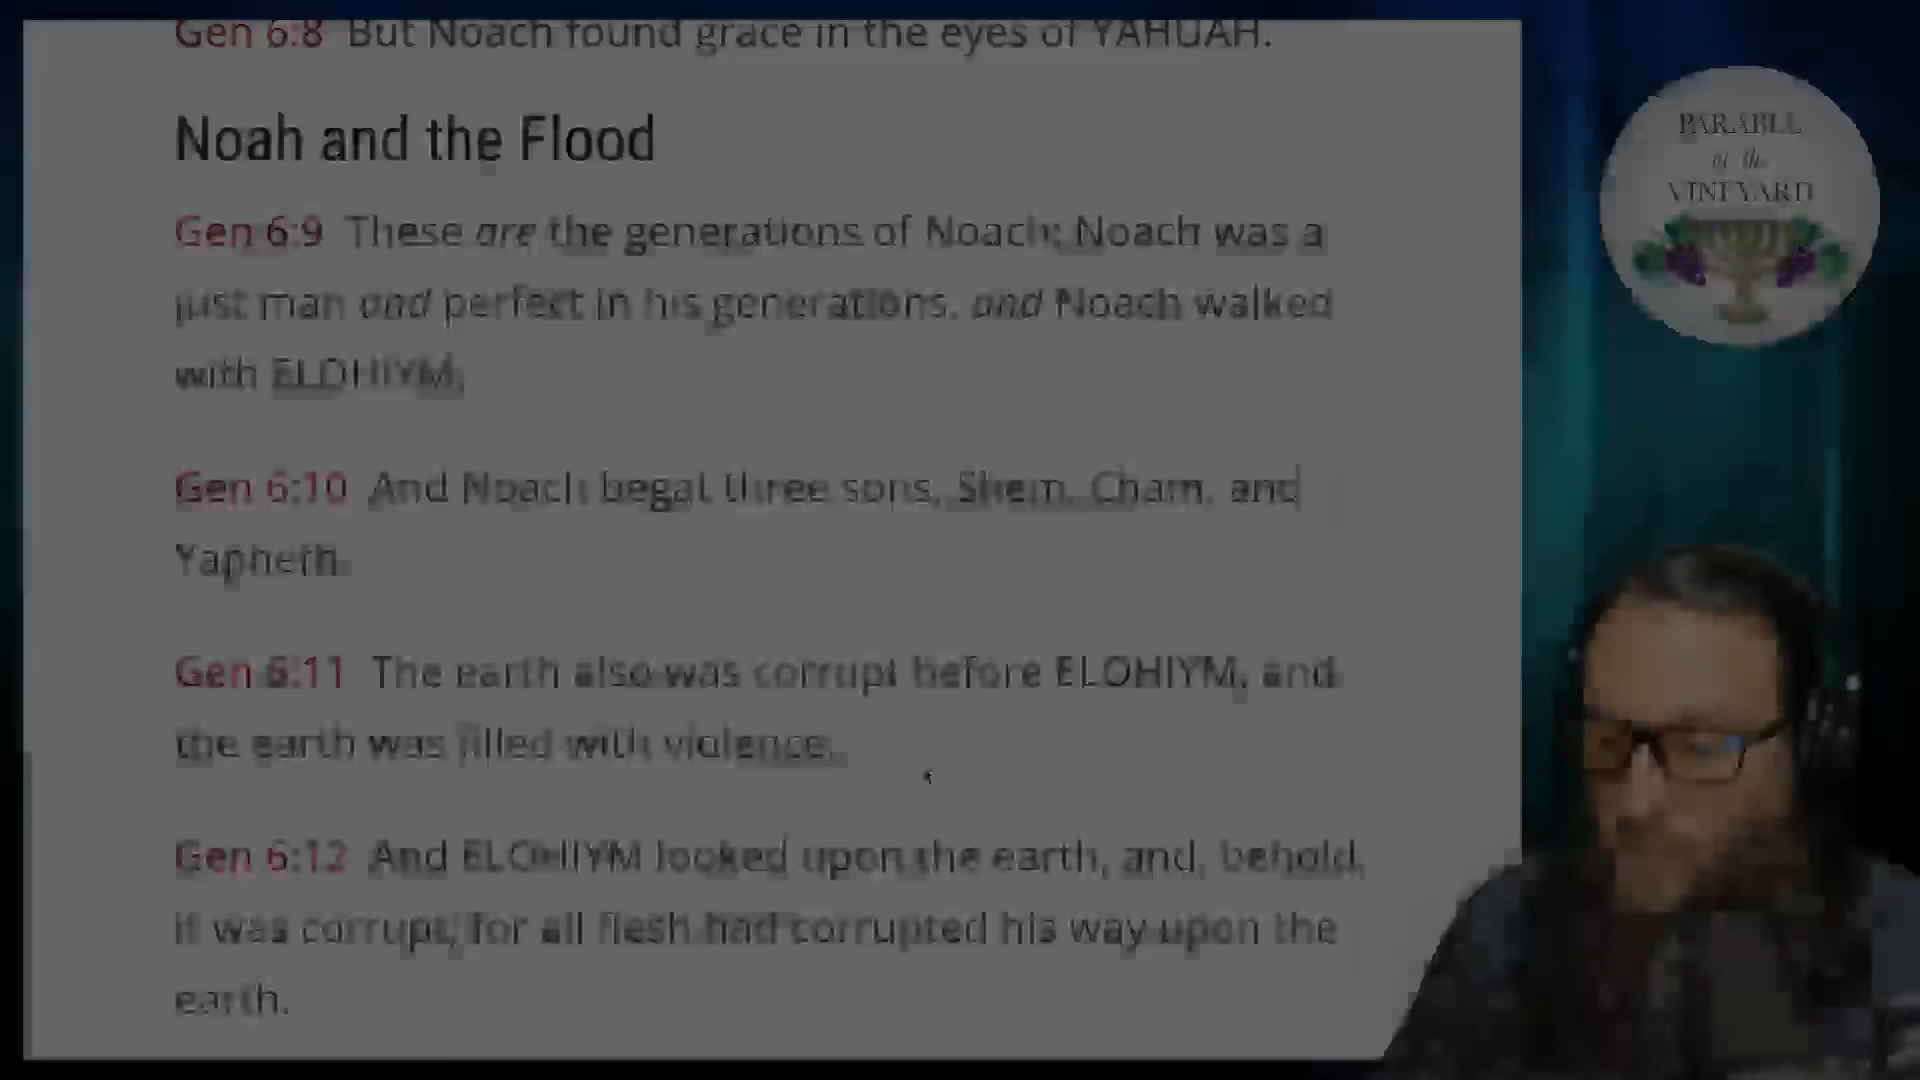 Gen 6:8 But Noach found grace in the eyes of YAHUAH.
Noah and the Flood
Gen 6:9 These are the generations of Noach: Noach was a
just man and perfect in his generations, and Noach walked
with ELOHIYM.
Gen 6:10 And Noach begat three sons, Shem, Cham, and
Yapheth.
Gen 6:11 The earth also was corrupt before ELOHIYM, and
the earth was filled with violence.
Gen 6:12 And ELOHIYM looked upon the earth, and, behold,
it was corrupt; for all flesh had corrupted his way upon the
earth.
PARABLE
of the
VINEYARD